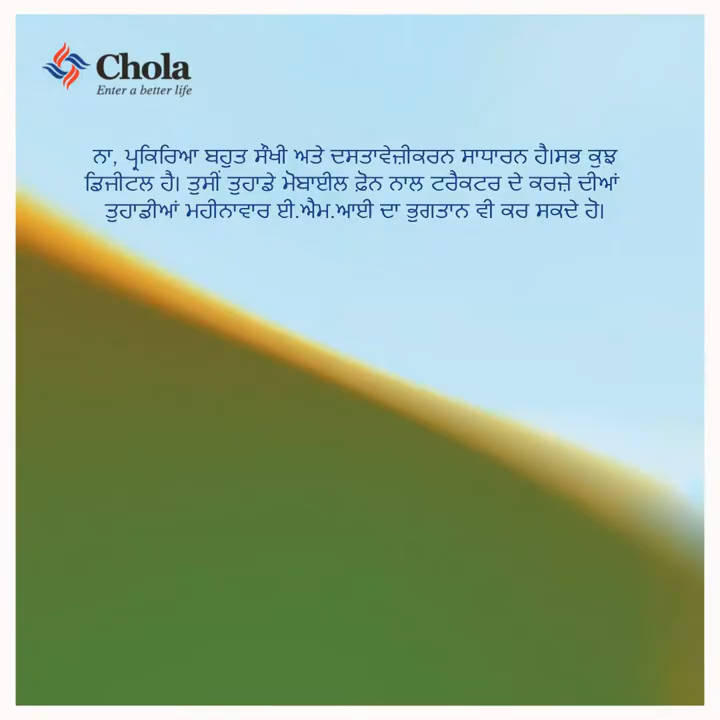 Chola
Enter a better life
ਨਾ, ਪ੍ਰਕਿਰਿਆ ਬਹੁਤ ਸੌਖੀ ਅਤੇ ਦਸਤਾਵੇਜ਼ੀਕਰਨ ਸਾਧਾਰਨ ਹੈ।ਸਭ ਕੁਝ
ਡਿਜੀਟਲ ਹੈ। ਤੁਸੀਂ ਤੁਹਾਡੇ ਮੋਬਾਈਲ ਫ਼ੋਨ ਨਾਲ ਟਰੈਕਟਰ ਦੇ ਕਰਜ਼ੇ ਦੀਆਂ
ਤੁਹਾਡੀਆਂ ਮਹੀਨਾਵਾਰ ਈ.ਐਮ.ਆਈ ਦਾ ਭੁਗਤਾਨ ਵੀ ਕਰ ਸਕਦੇ ਹੋ।